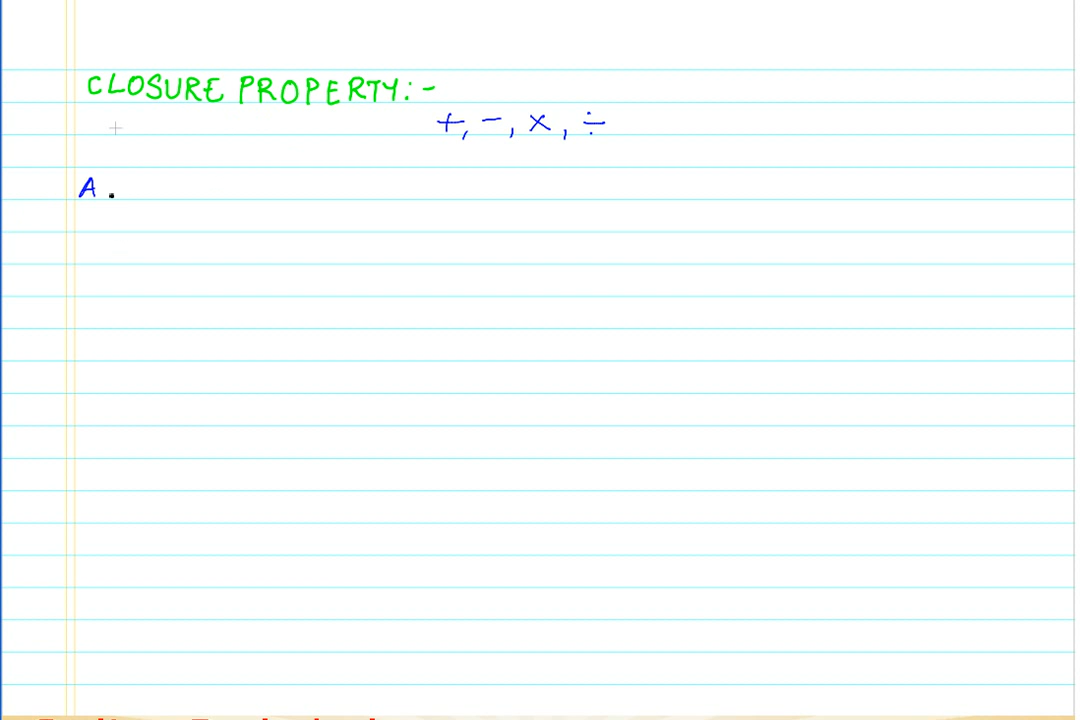 CLOSURE PROPERTY:-
+, -, ×, ÷
A .